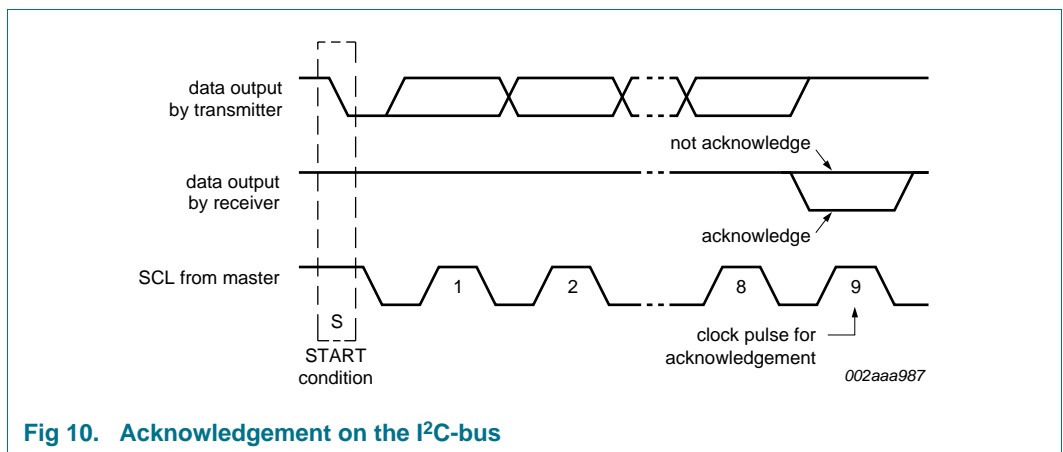 data output
by transmitter
not acknowledge
data output
by receiver
acknowledge
SCL from master
1
2
8
9
S
START
condition
clock pulse for
acknowledgement
002aaa987
Fig 10. Acknowledgement on the I²C-bus